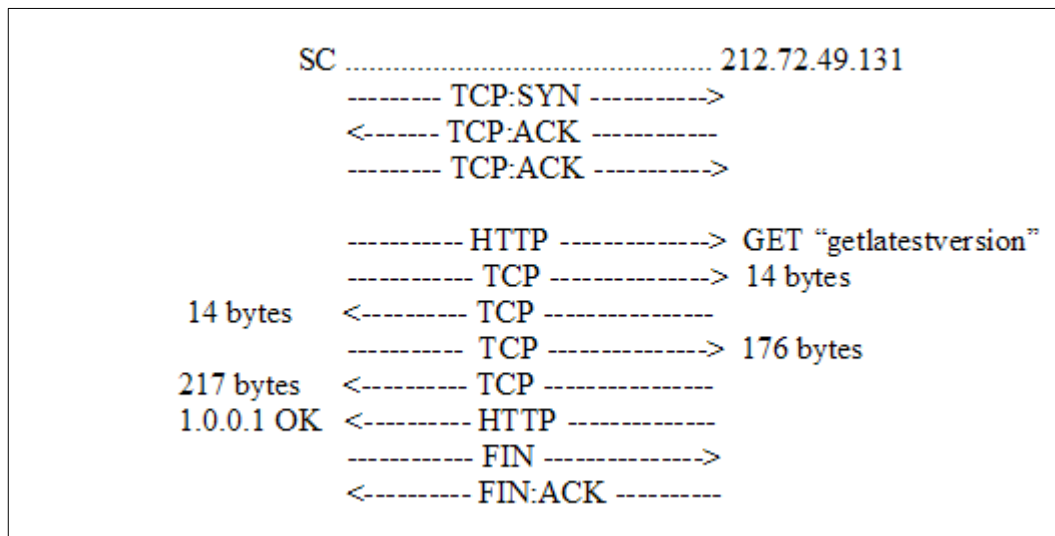 SC ............................................. 212.72.49.131
--------- TCP:SYN ----------->
<------- TCP:ACK ------------
--------- TCP:ACK ----------->
----------- HTTP -------------> GET “getlatestversion”
------------ TCP --------------> 14 bytes
14 bytes <---------- TCP ----------------
----------- TCP --------------> 176 bytes
217 bytes <---------- TCP ----------------
1.0.0.1 OK <---------- HTTP --------------
------------ FIN ------------->
<---------- FIN:ACK ----------